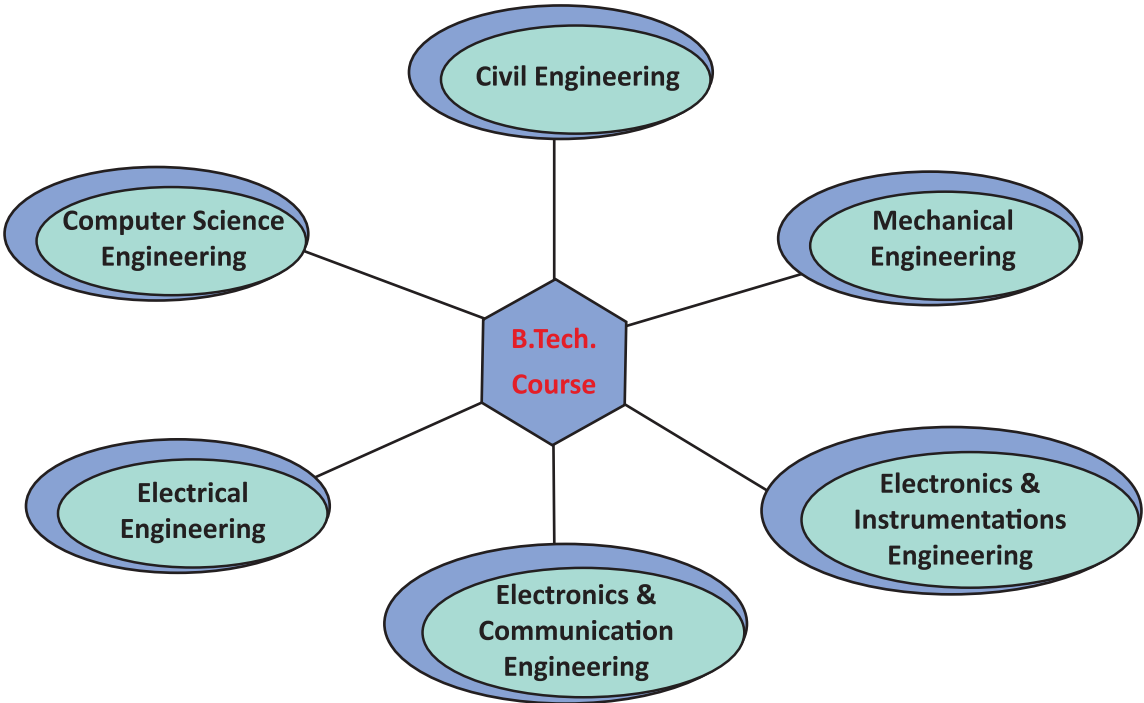 Civil Engineering
Computer Science
Engineering
Mechanical
Engineering
B.Tech.
Course
Electrical
Engineering
Electronics &
Instrumentations
Engineering
Electronics &
Communication
Engineering